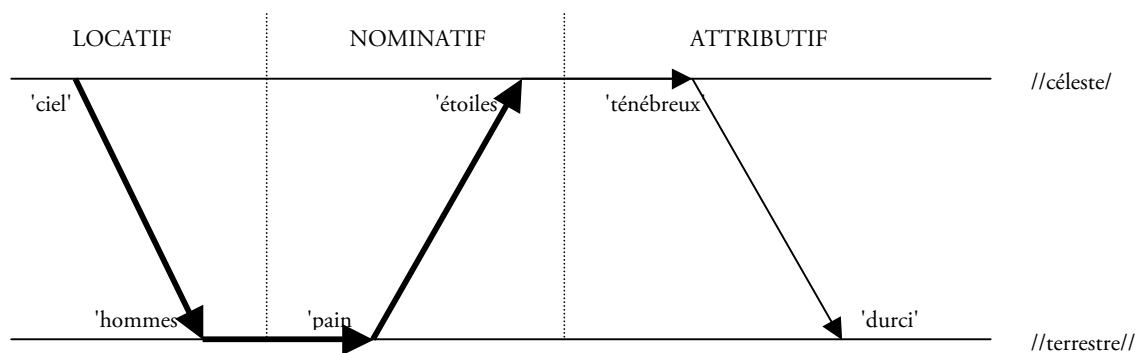 LOCATIF NOMINATIF ATTRIBUTIF
'ciel' 'étoiles 'ténébreux' //céleste/
'hommes 'pain 'durci' //terrestre//